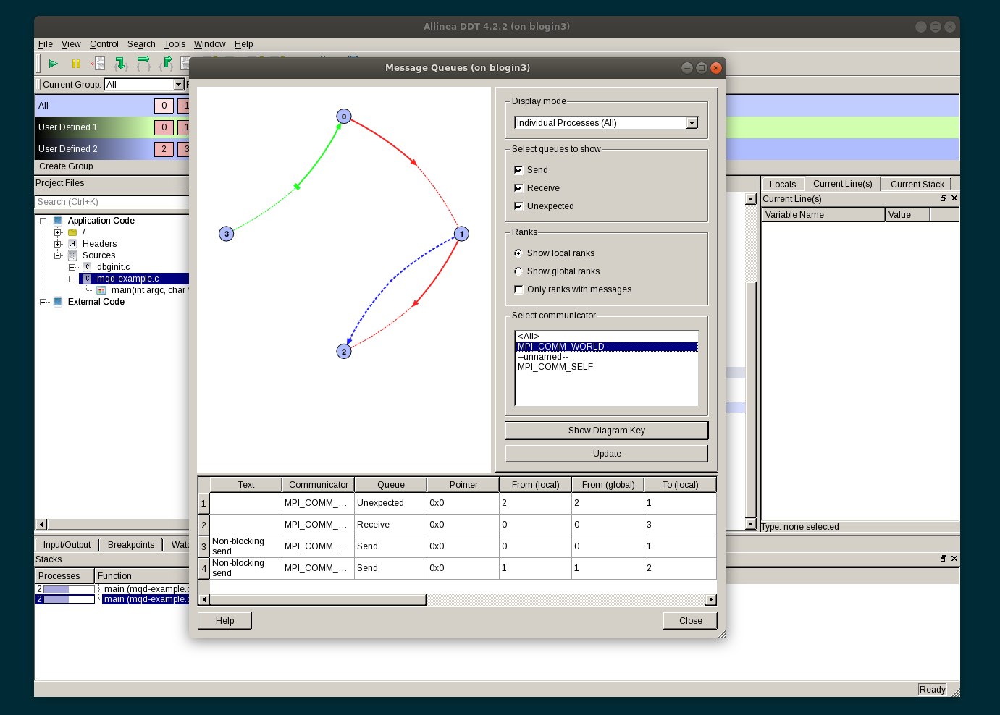 Allinea DDT 4.2.2 (on blogin3)
File View Control Search Tools Window Help
Current Group: All
All 0 1
User Defined 1 0 1
User Defined 2 2 3
Create Group
Project Files
Search (Ctrl+K)
Application Code
/
Headers
Sources
dbginit.c
mqd-example.c
main(int argc, char
External Code
Message Queues (on blogin3)
0
3
1
2
Display mode
Individual Processes (All)
Select queues to show
Send
Receive
Unexpected
Ranks
Show local ranks
Show global ranks
Only ranks with messages
Select communicator
<All>
MPI_COMM_WORLD
--unnamed--
MPI_COMM_SELF
Show Diagram Key
Update
Text Communicator Queue Pointer From (local) From (global) To (local)
1 MPI_COMM_... Unexpected 0x0 2 2 1
2 MPI_COMM_... Receive 0x0 0 0 3
3 Non-blocking send MPI_COMM_... Send 0x0 0 0 1
4 Non-blocking send MPI_COMM_... Send 0x0 1 1 2
Help Close
Locals Current Line(s) Current Stack
Current Line(s)
Variable Name Value
Type: none selected
Input/Output Breakpoints Watc
Stacks
Processes Function
2 main (mqd-example.c
2 main (mqd-example.c
Ready